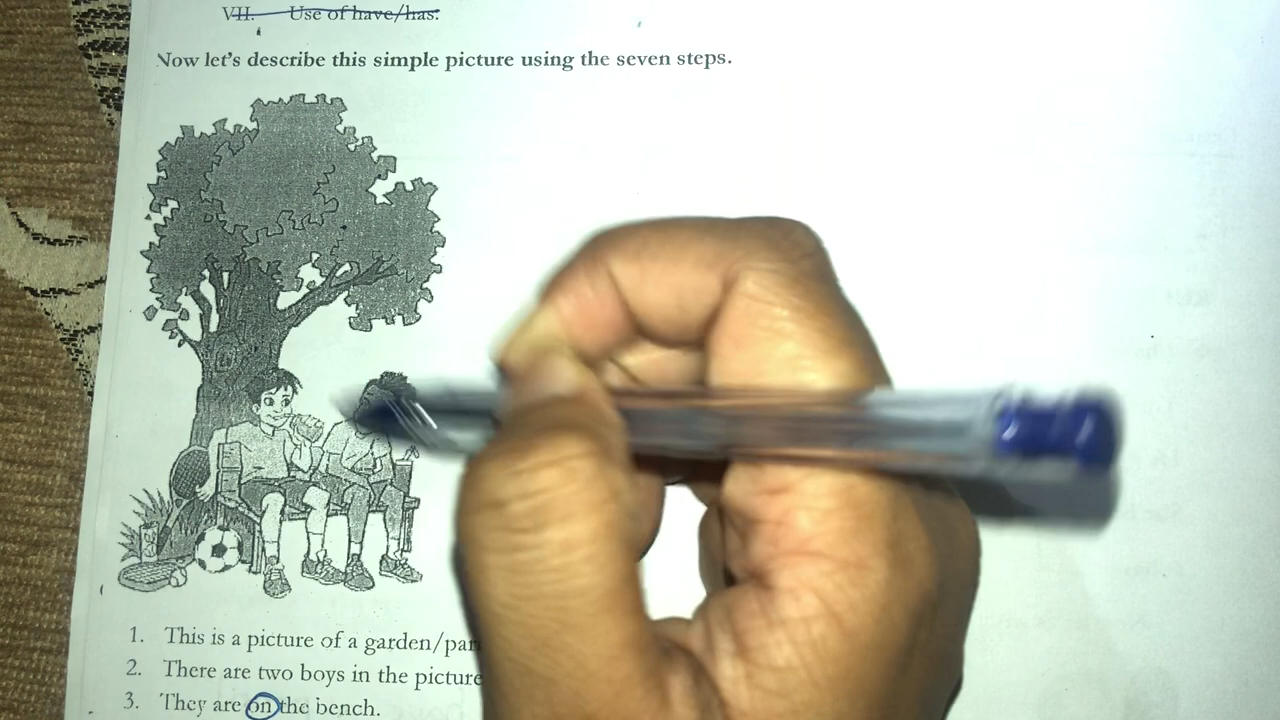 VII. Use of have/has.
Now let's describe this simple picture using the seven steps.
1. This is a picture of a garden/par
2. There are two boys in the picture
3. They are on the bench.